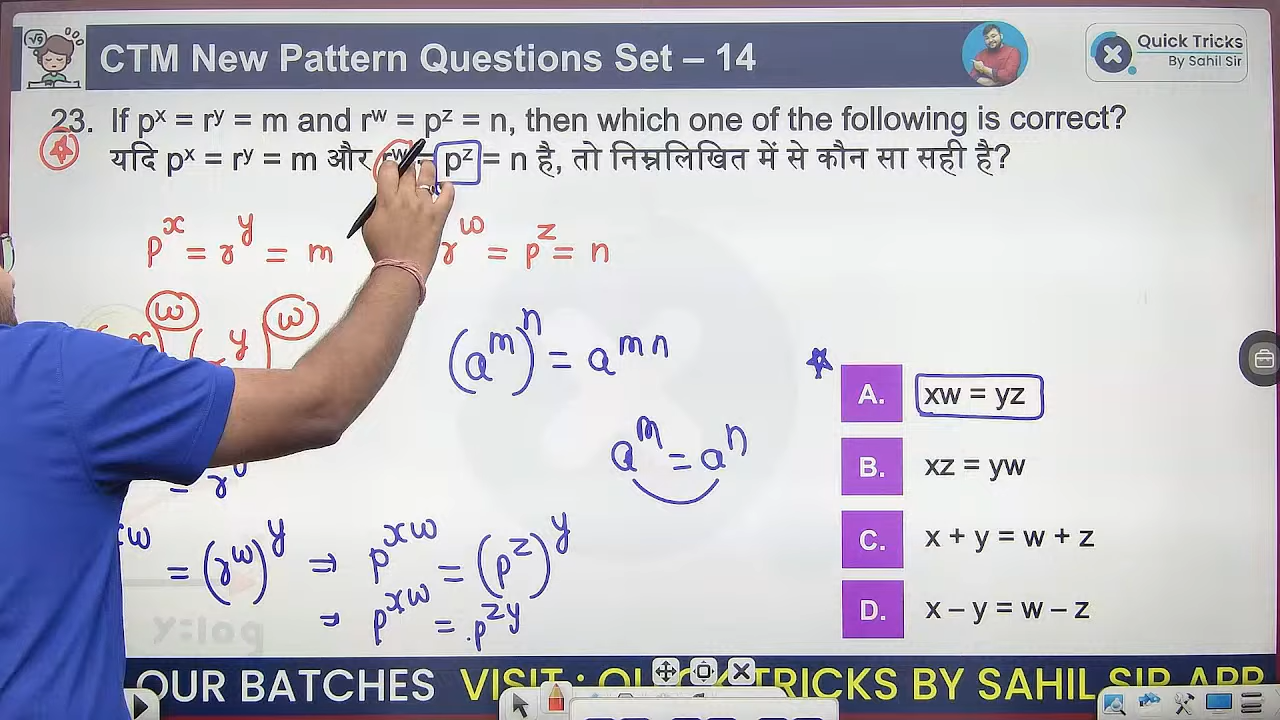 CTM New Pattern Questions Set – 14
Quick Tricks
By Sahil Sir
23. If pˣ = rʸ = m and rʷ = pᶻ = n, then which one of the following is correct?
यदि pˣ = rʸ = m और rʷ = pᶻ = n है, तो निम्नलिखित में से कौन सा सही है?
pˣ = rʸ = m
rʷ = pᶻ = n
(aᵐ)ⁿ = aᵐⁿ
aᵐ = aⁿ
= (rʷ)ʸ ⇒ pˣʷ = (pᶻ)ʸ
⇒ pˣʷ = pᶻʸ
A. xw = yz
B. xz = yw
C. x + y = w + z
D. x – y = w – z
OUR BATCHES VISIT : QUICK TRICKS BY SAHIL SIR APP